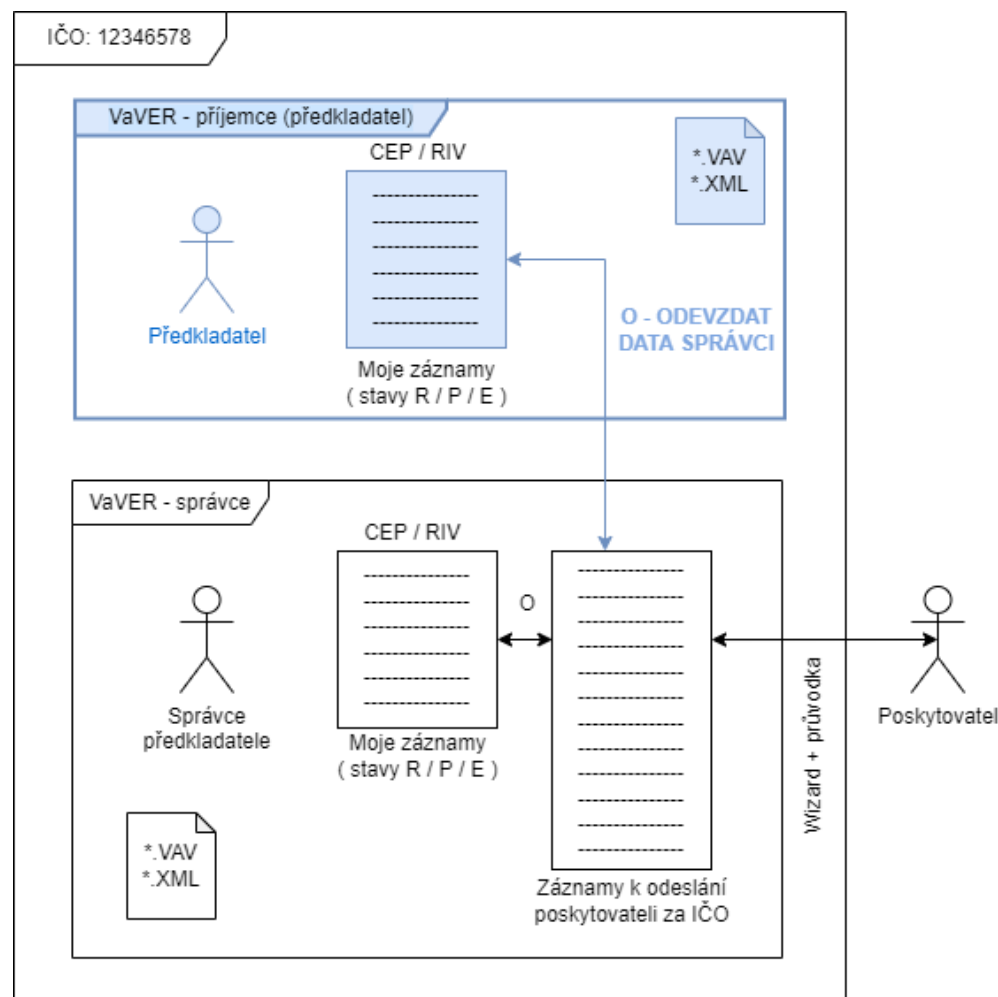 IČO: 12346578
VaVER - příjemce (předkladatel)
CEP / RIV
*.VAV
*.XML
Předkladatel
O - ODEVZDAT
DATA SPRÁVCI
Moje záznamy
( stavy R / P / E )
VaVER - správce
CEP / RIV
O
Správce
předkladatele
Moje záznamy
( stavy R / P / E )
Wizard + průvodka
Poskytovatel
*.VAV
*.XML
Záznamy k odeslání
poskytovateli za IČO